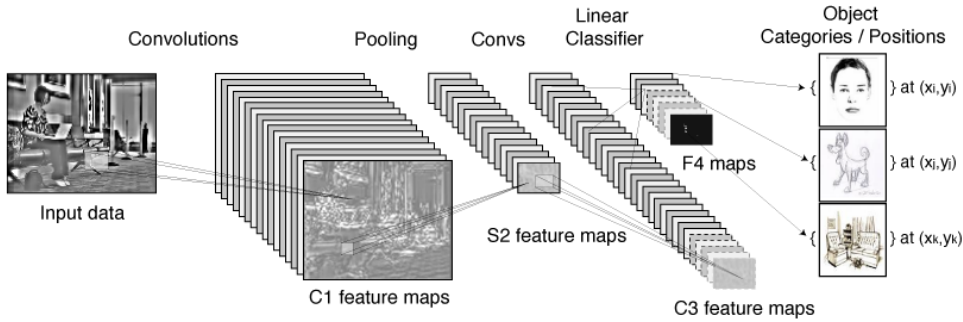 Convolutions
Pooling
Convs
Linear
Classifier
Object
Categories / Positions
{ } at (xi,yi)
{ } at (xj,yj)
{ } at (xk,yk)
Input data
C1 feature maps
S2 feature maps
F4 maps
C3 feature maps